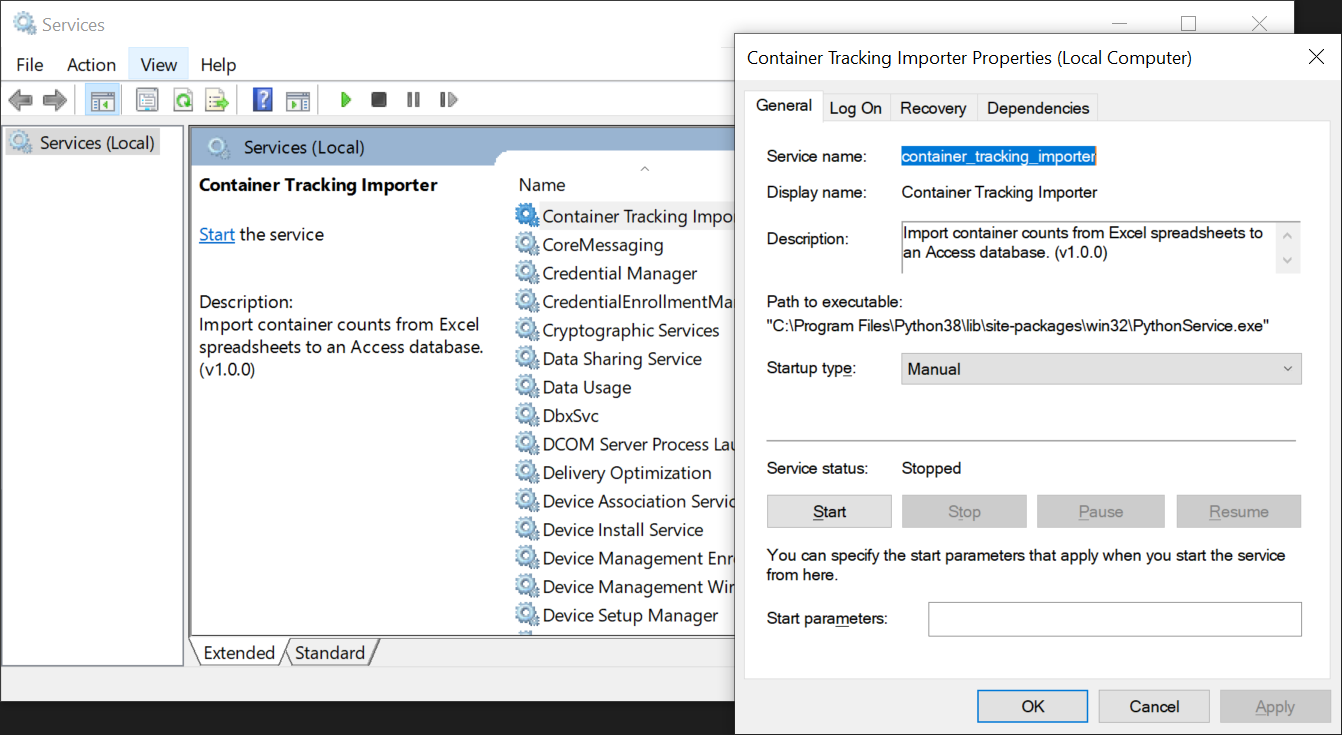 Services
File Action View Help
Services (Local)
Services (Local)
Container Tracking Importer
Start the service
Description:
Import container counts from Excel
spreadsheets to an Access database.
(v1.0.0)
Name
Container Tracking Impo
CoreMessaging
Credential Manager
CredentialEnrollmentMa
Cryptographic Services
Data Sharing Service
Data Usage
DbxSvc
DCOM Server Process Lau
Delivery Optimization
Device Association Servic
Device Install Service
Device Management Enr
Device Management Wir
Device Setup Manager
Extended Standard
Container Tracking Importer Properties (Local Computer)
General Log On Recovery Dependencies
Service name: container_tracking_importer
Display name: Container Tracking Importer
Description: Import container counts from Excel spreadsheets to
an Access database. (v1.0.0)
Path to executable:
"C:\Program Files\Python38\lib\site-packages\win32\PythonService.exe"
Startup type: Manual
Service status: Stopped
Start Stop Pause Resume
You can specify the start parameters that apply when you start the service
from here.
Start parameters:
OK Cancel Apply